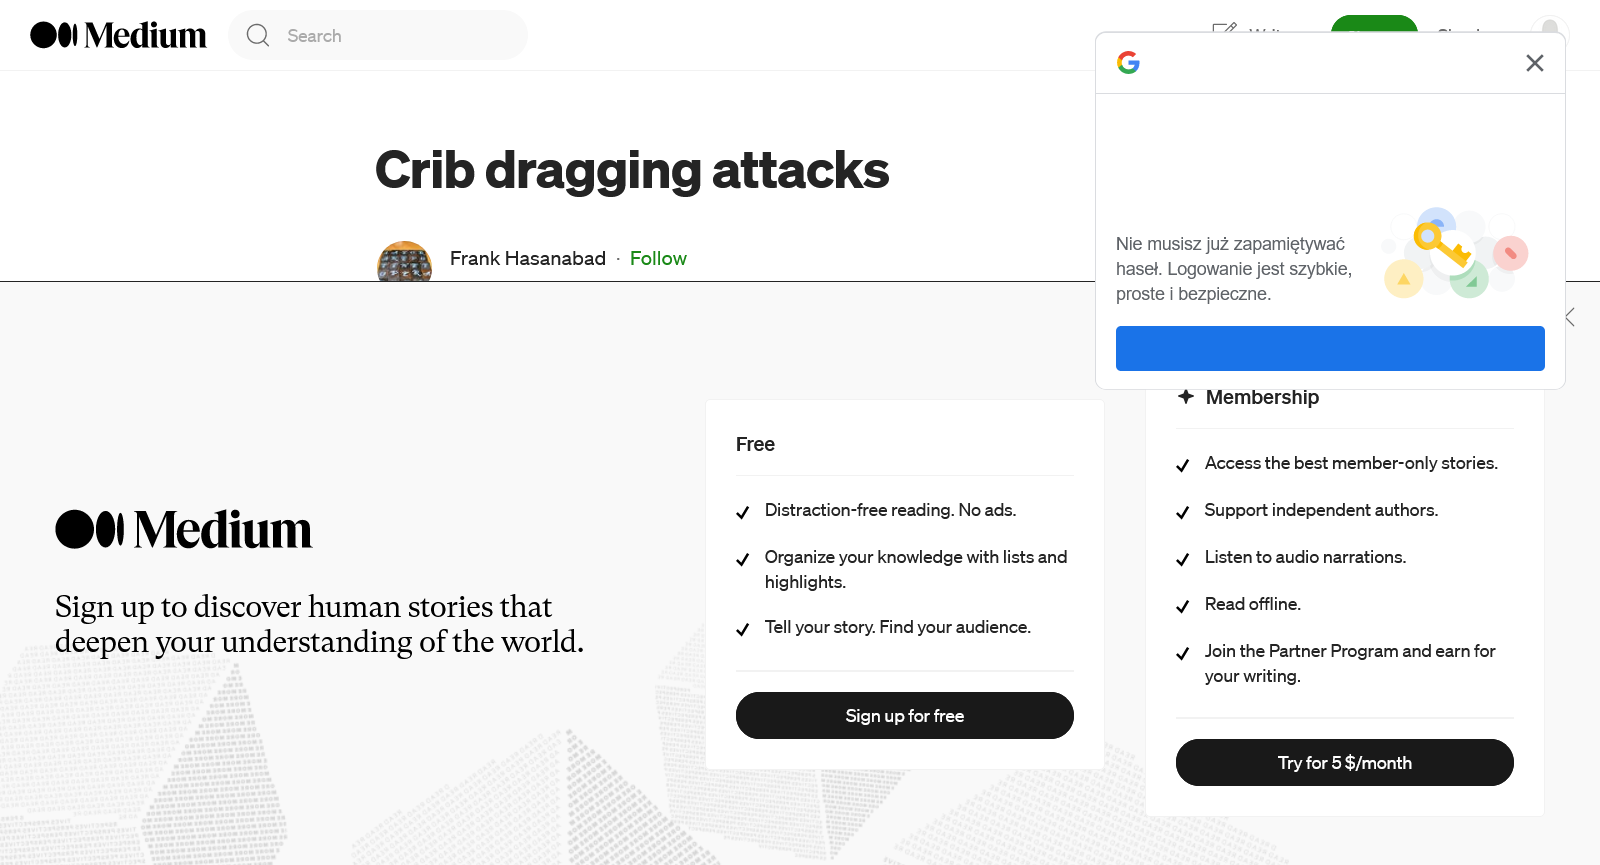 Medium
Search
Crib dragging attacks
Frank Hasanabad · Follow
Nie musisz już zapamiętywać
haseł. Logowanie jest szybkie,
proste i bezpieczne.
Medium
Sign up to discover human stories that
deepen your understanding of the world.
Free
Distraction-free reading. No ads.
Organize your knowledge with lists and
highlights.
Tell your story. Find your audience.
Sign up for free
Membership
Access the best member-only stories.
Support independent authors.
Listen to audio narrations.
Read offline.
Join the Partner Program and earn for
your writing.
Try for 5 $/month